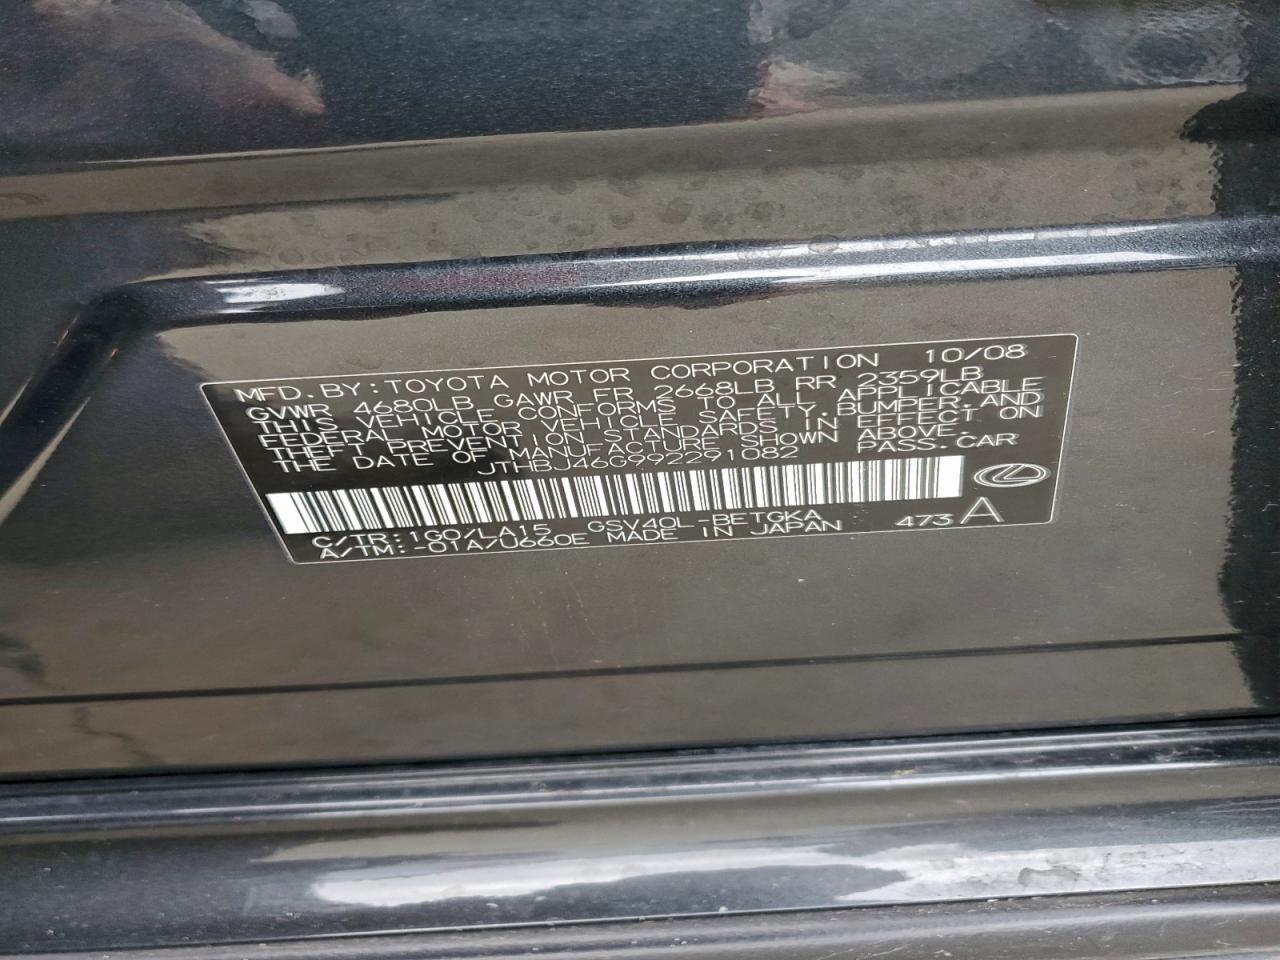 MFD. BY: TOYOTA MOTOR CORPORATION 10/08
GVWR 4680LB GAWR FR 2668LB RR 2359LB
THIS VEHICLE CONFORMS TO ALL APPLICABLE
FEDERAL MOTOR VEHICLE SAFETY, BUMPER, AND
THEFT PREVENTION STANDARDS IN EFFECT ON
THE DATE OF MANUFACTURE SHOWN ABOVE.
JTHBJ46G992291082 PASS.CAR
C/TR: 1G0/LA15 GSV40L-BETGKA 473 A
A/TM: -01A/U660E MADE IN JAPAN